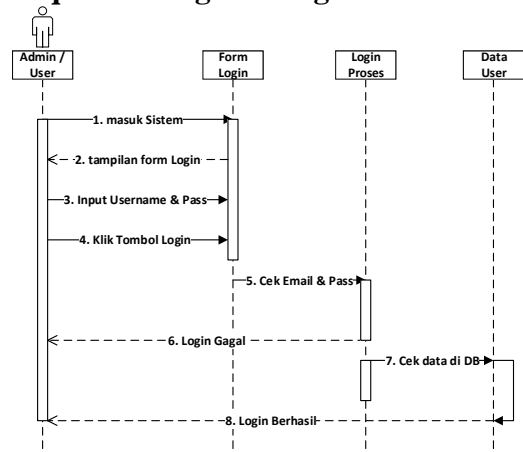 Admin /
User
Form
Login
Login
Proses
Data
User
1. masuk Sistem
2. tampilan form Login
3. Input Username & Pass
4. Klik Tombol Login
5. Cek Email & Pass
6. Login Gagal
7. Cek data di DB
8. Login Berhasil